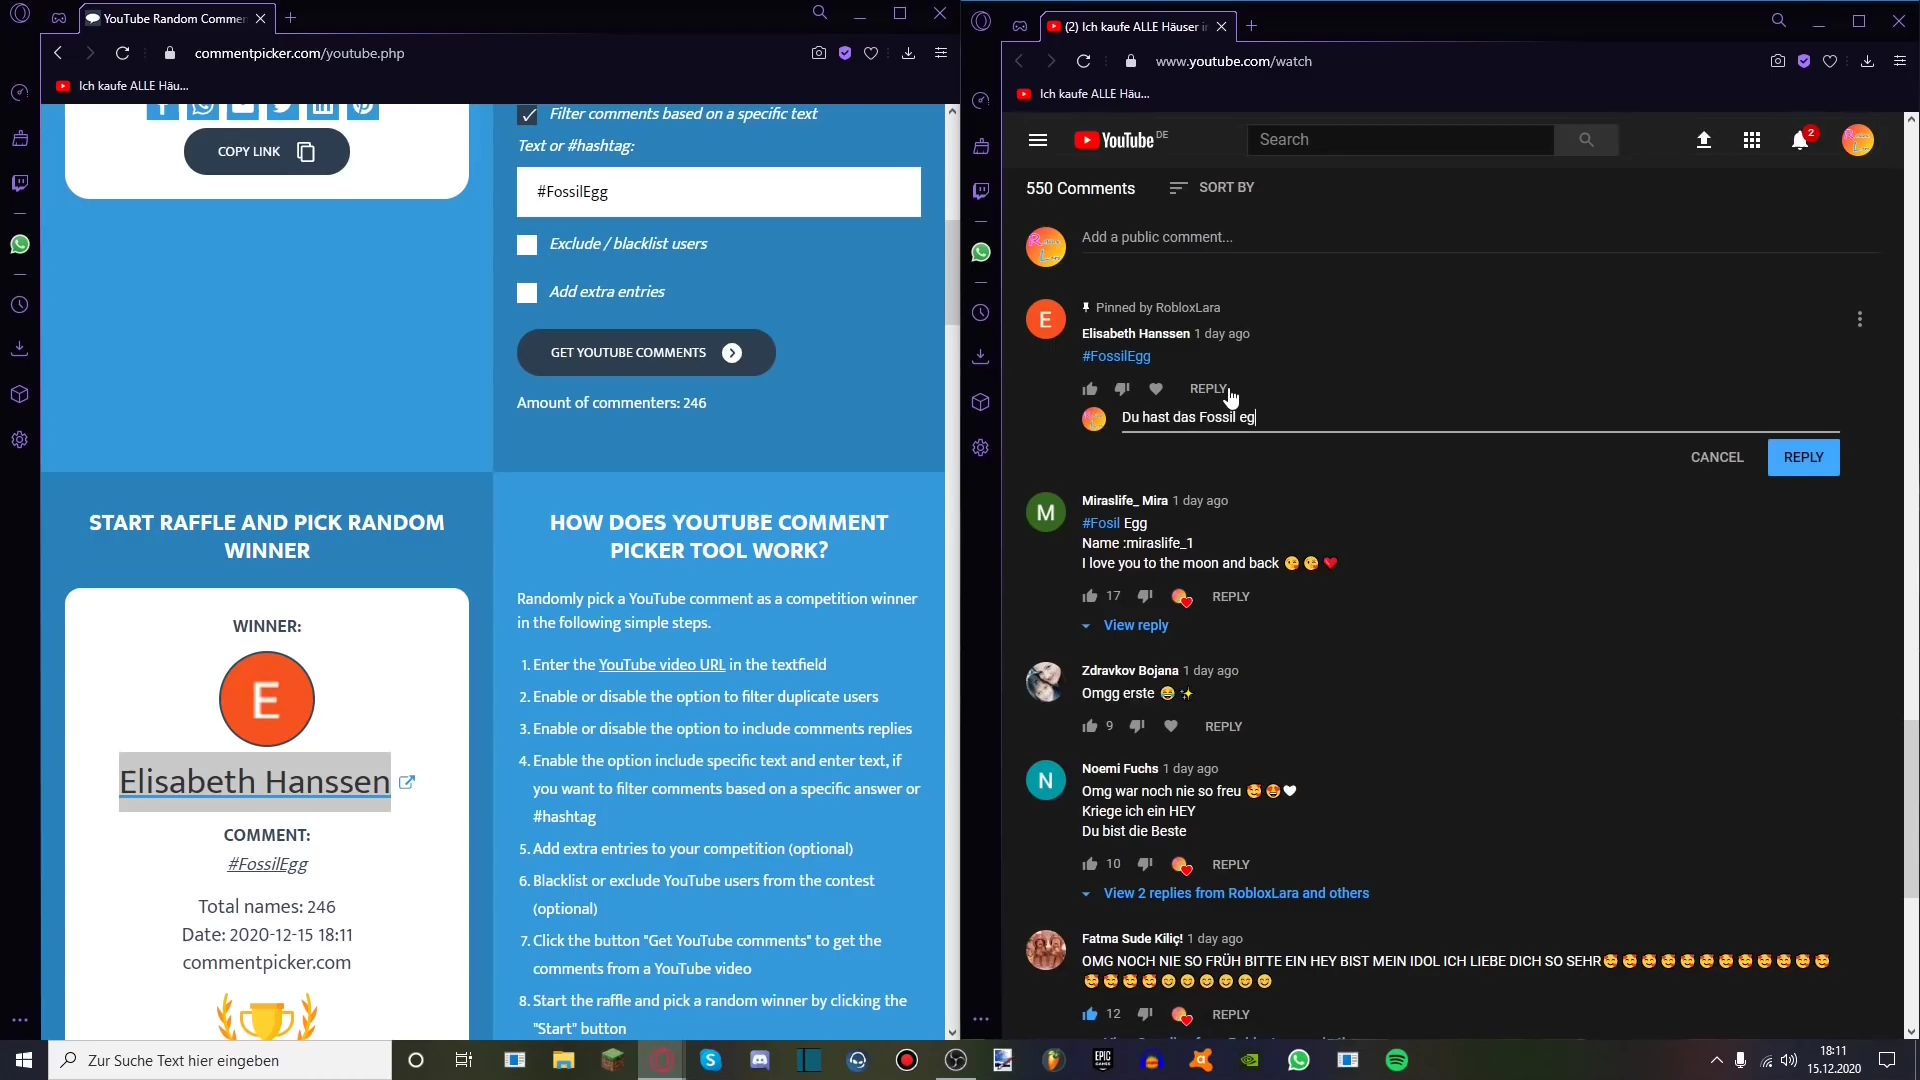 YouTube Random Commen
commentpicker.com/youtube.php
Ich kaufe ALLE Häu...
COPY LINK
Filter comments based on a specific text
Text or #hashtag:
#FossilEgg
Exclude / blacklist users
Add extra entries
GET YOUTUBE COMMENTS
Amount of commenters: 246
START RAFFLE AND PICK RANDOM
WINNER
WINNER:
E
Elisabeth Hanssen
COMMENT:
#FossilEgg
Total names: 246
Date: 2020-12-15 18:11
commentpicker.com
HOW DOES YOUTUBE COMMENT
PICKER TOOL WORK?
Randomly pick a YouTube comment as a competition winner
in the following simple steps.
1. Enter the YouTube video URL in the textfield
2. Enable or disable the option to filter duplicate users
3. Enable or disable the option to include comments replies
4. Enable the option include specific text and enter text, if
you want to filter comments based on a specific answer or
#hashtag
5. Add extra entries to your competition (optional)
6. Blacklist or exclude YouTube users from the contest
(optional)
7. Click the button "Get YouTube comments" to get the
comments from a YouTube video
8. Start the raffle and pick a random winner by clicking the
"Start" button
(2) Ich kaufe ALLE Häuser i
www.youtube.com/watch
Ich kaufe ALLE Häu...
YouTube DE
Search
2
550 Comments
SORT BY
Add a public comment...
E
Pinned by RobloxLara
Elisabeth Hanssen 1 day ago
#FossilEgg
REPLY
Du hast das Fossil eg
CANCEL
REPLY
M
Miraslife_ Mira 1 day ago
#Fosil Egg
Name :miraslife_1
I love you to the moon and back 😘 😘 ❤️
17 REPLY
View reply
Zdravkov Bojana 1 day ago
Omgg erste 😂 ✨
9 REPLY
N
Noemi Fuchs 1 day ago
Omg war noch nie so freu 🥰 🤩🤍
Kriege ich ein HEY
Du bist die Beste
10 REPLY
View 2 replies from RobloxLara and others
Fatma Sude Kiliç! 1 day ago
OMG NOCH NIE SO FRÜH BITTE EIN HEY BIST MEIN IDOL ICH LIEBE DICH SO SEHR🥰 🥰 🥰 🥰 🥰 🥰 🥰 🥰 🥰 🥰 🥰 🥰
🥰 🥰 🥰 🥰 😊 😊 😊 😊 😊 😊
12 REPLY
Zur Suche Text hier eingeben
EPIC GAMES
18:11
15.12.2020